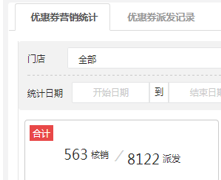 优惠券营销统计 优惠券派发记录
门店 全部
统计日期 开始日期 到 结束日期
合计
563 核销 / 8122 派发